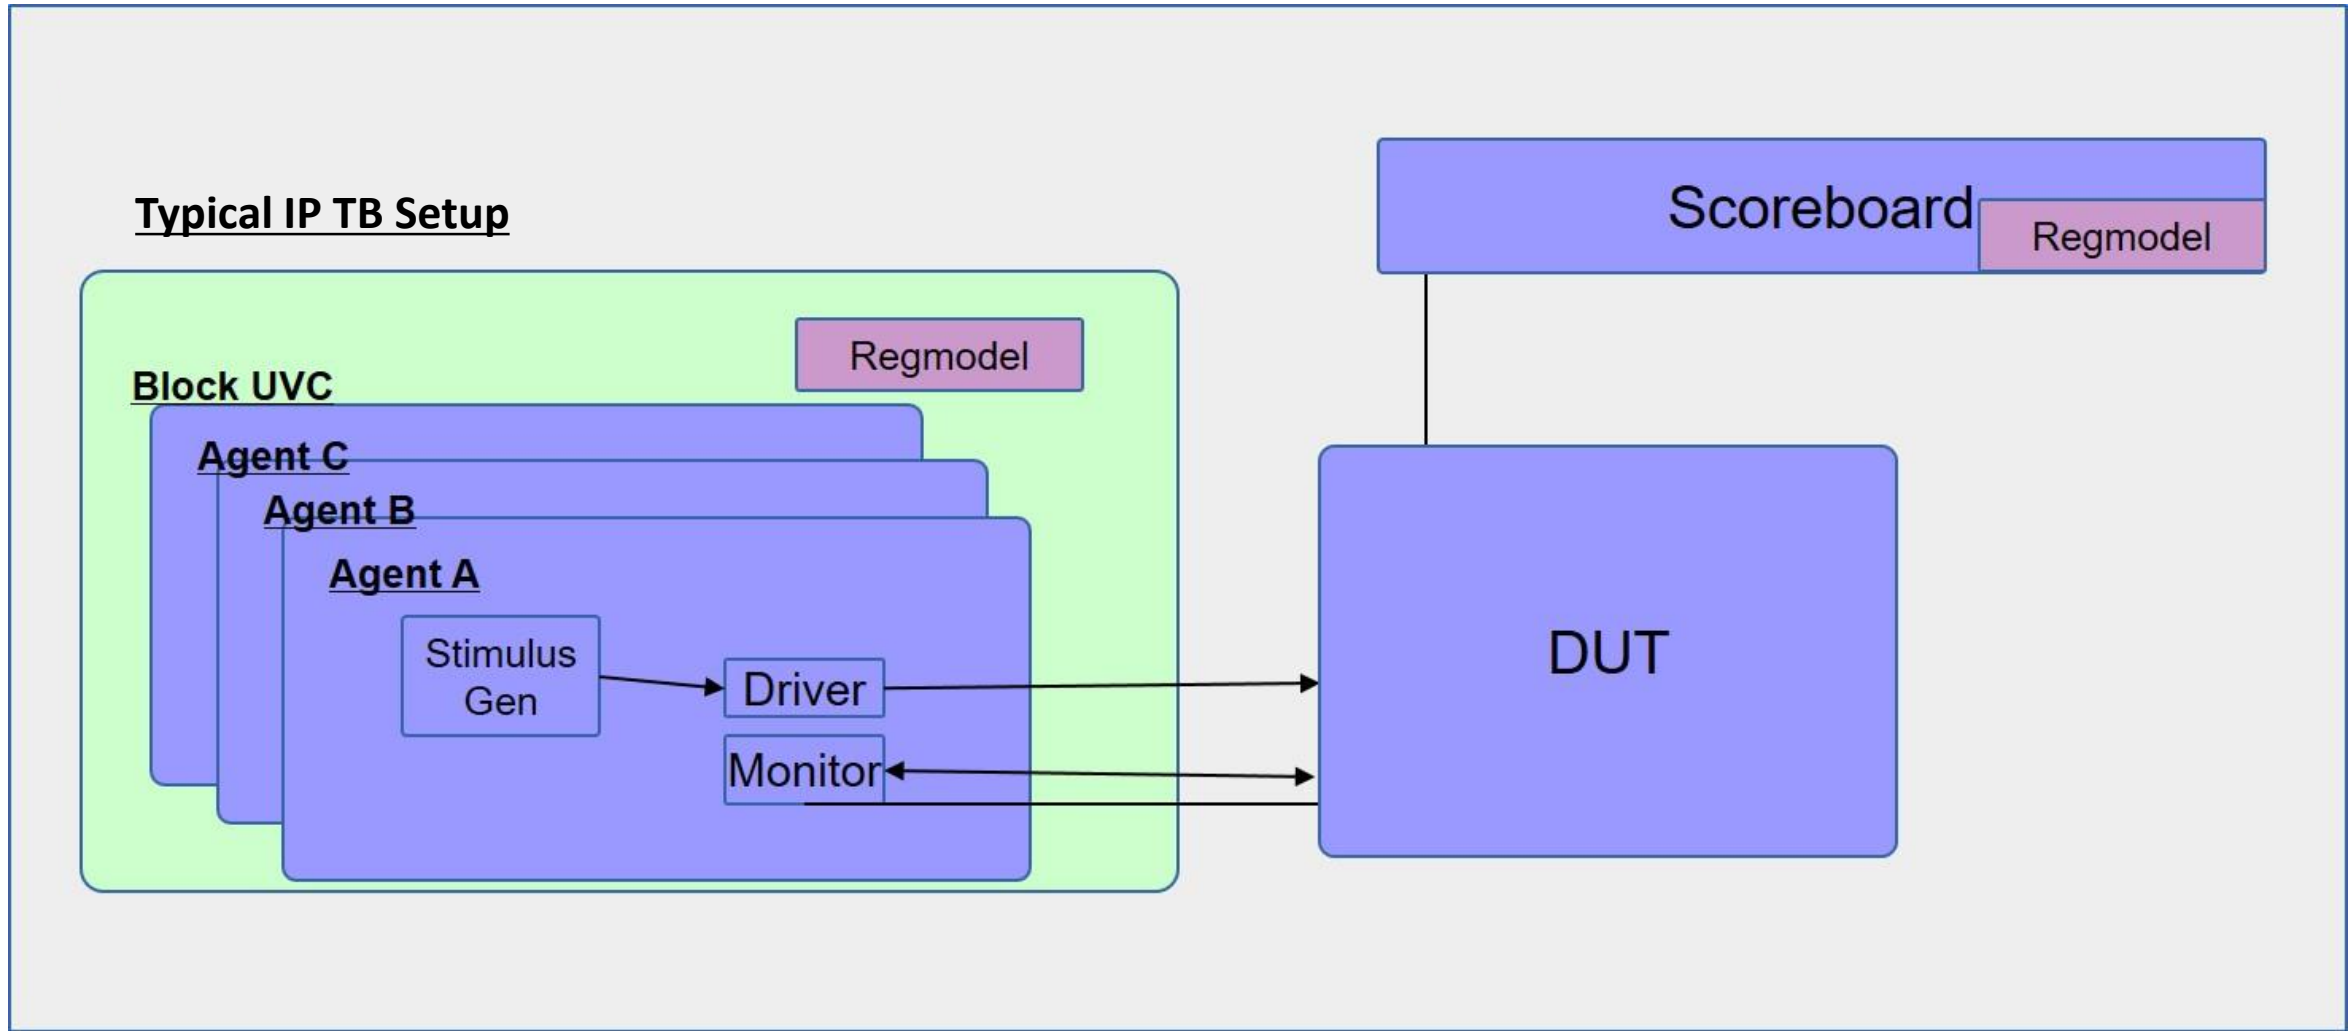 Typical IP TB Setup
Scoreboard
Regmodel
Regmodel
Block UVC
Agent C
Agent B
Agent A
Stimulus
Gen
Driver
Monitor
DUT